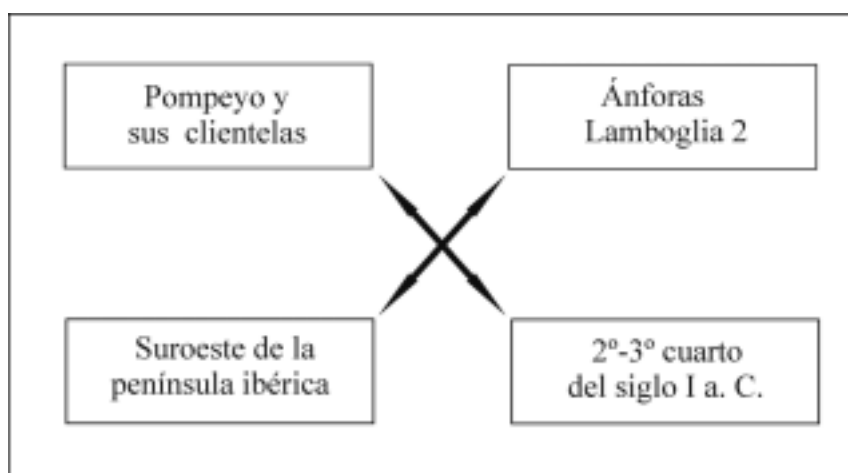 Pompeyo y
sus clientelas
Ánforas
Lamboglia 2
Suroeste de la
península ibérica
2º-3º cuarto
del siglo I a. C.